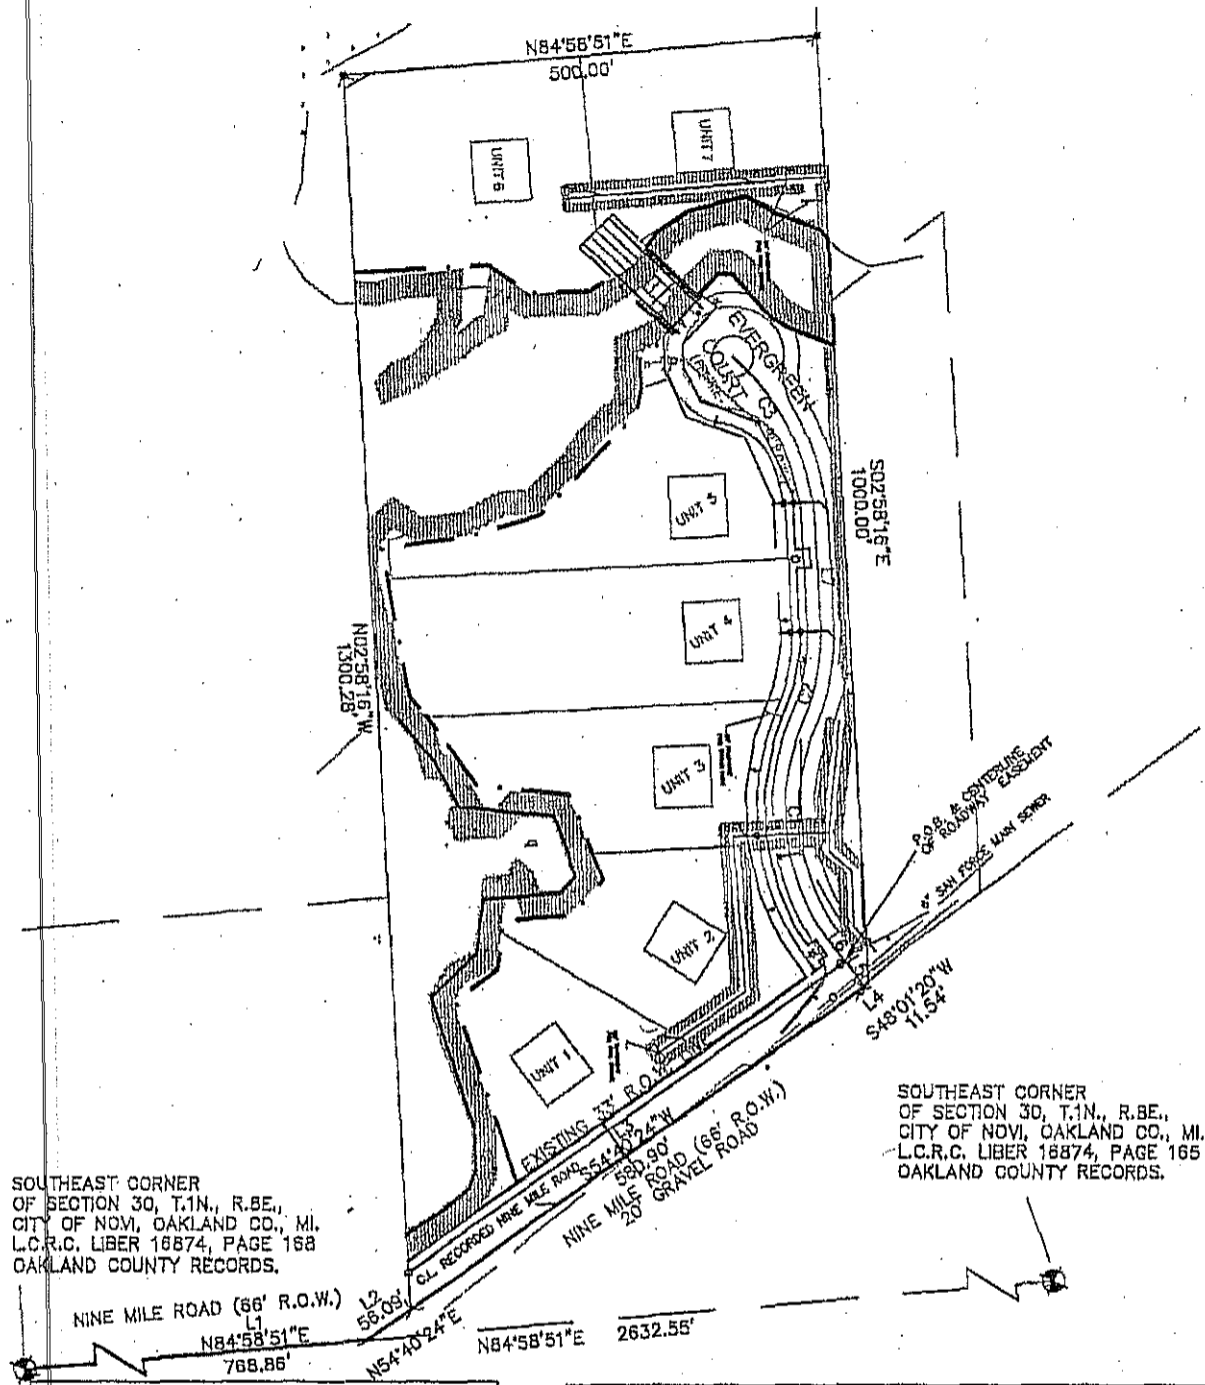 N84°58'51"E
500.00'
UNIT 7
UNIT 6
EVERGREEN
COURT
C3
S02°58'16"E
1000.00'
UNIT 5
UNIT 4
N02°58'16"W
1300.28'
C2
UNIT 3
C1
P.O.B. & CENTERLINE
OF ROADWAY EASEMENT
SAN FORCE MAIN SEWER
UNIT 2
L4
S48°01'20"W
11.54'
UNIT 1
EXISTING 33' R.O.W.
L3
S54°40'24"W
580.90'
NINE MILE ROAD (66' R.O.W.)
20' GRAVEL ROAD
C.L. RECORDED NINE MILE ROAD
SOUTHEAST CORNER
OF SECTION 30, T.1N., R.8E.,
CITY OF NOVI, OAKLAND CO., MI.
L.C.R.C. LIBER 16874, PAGE 165
OAKLAND COUNTY RECORDS.
SOUTHEAST CORNER
OF SECTION 30, T.1N., R.8E.,
CITY OF NOVI, OAKLAND CO., MI.
L.C.R.C. LIBER 16874, PAGE 168
OAKLAND COUNTY RECORDS.
NINE MILE ROAD (66' R.O.W.)
L1
N84°58'51"E
768.86'
L2
56.09'
N54°40'24"E
N84°58'51"E
2632.55'